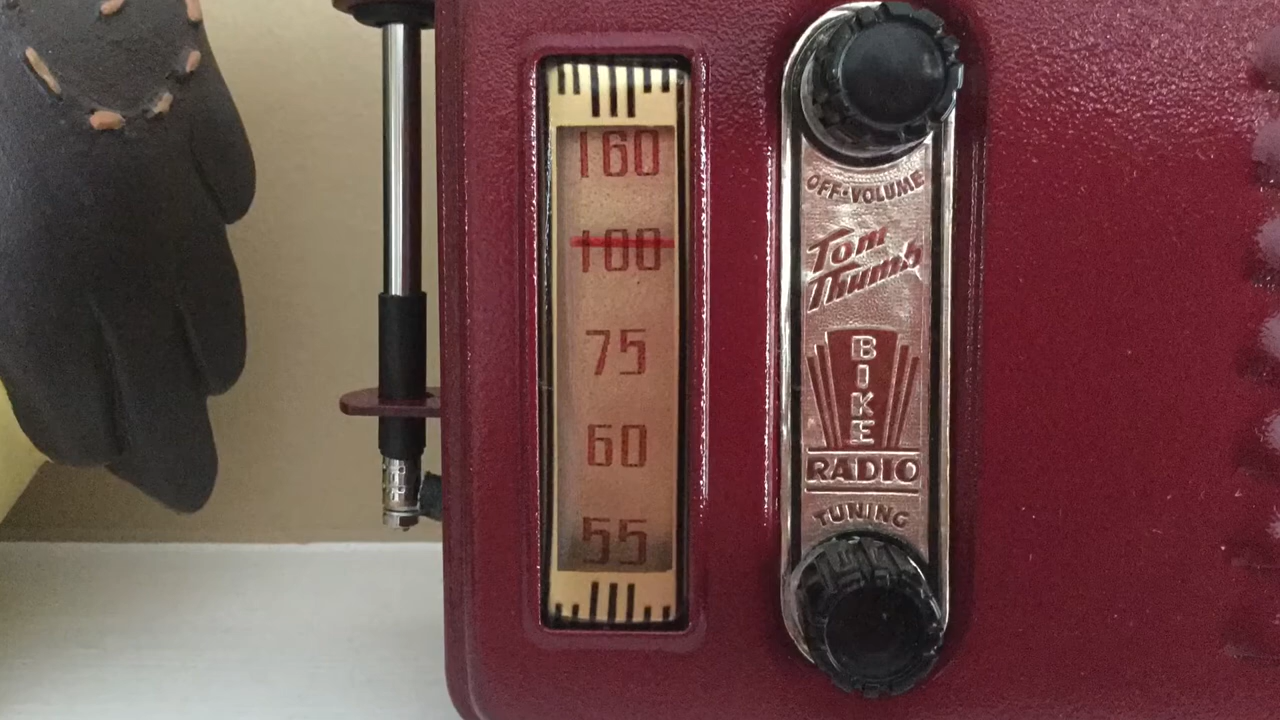 160
100
75
60
55
OFF·VOLUME
Tom
Thumb
BIKE
RADIO
TUNING